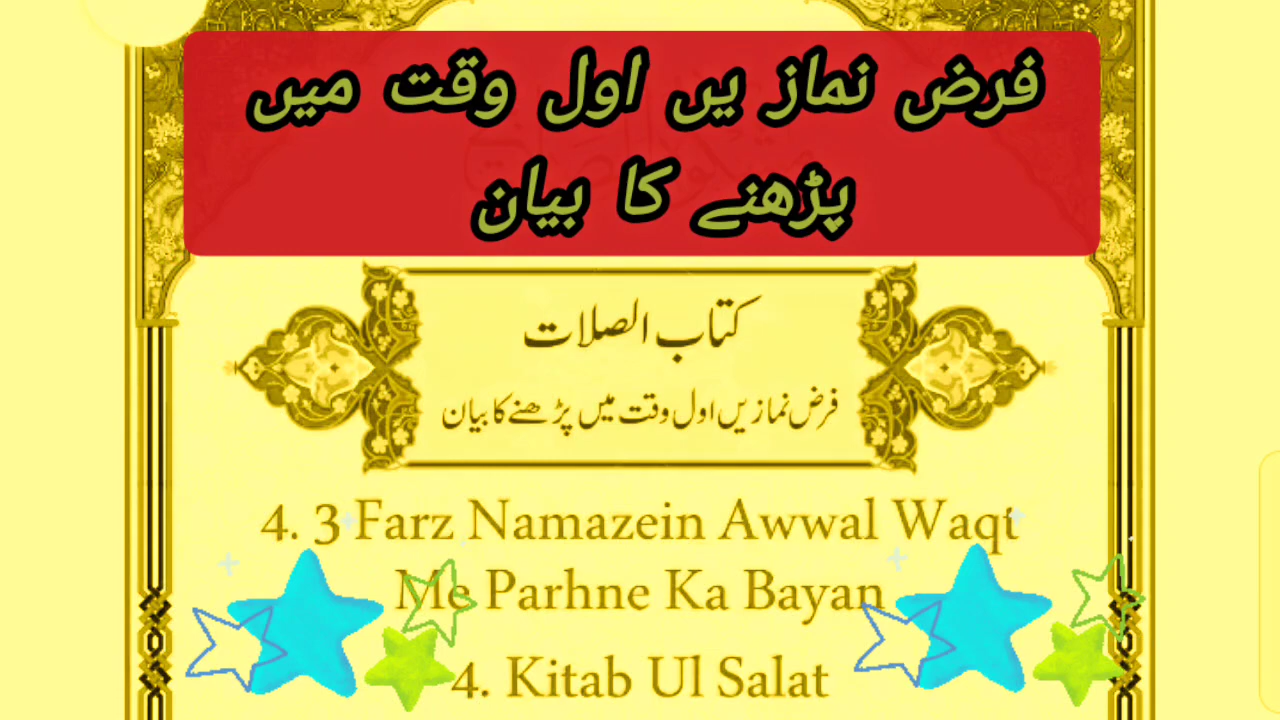 فرض نماز یں اول وقت میں
پڑھنے کا بیان
کتاب الصلات
فرض نمازیں اول وقت میں پڑھنے کا بیان
4. 3 Farz Namazein Awwal Waqt
Me Parhne Ka Bayan
4. Kitab Ul Salat